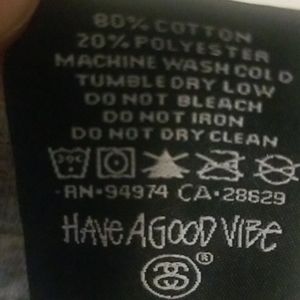 80% COTTON
20% POLYESTER
MACHINE WASH COLD
TUMBLE DRY LOW
DO NOT BLEACH
DO NOT IRON
DO NOT DRY CLEAN
30C
-RN·94974 CA·28629
HAVE A GOOD VIBE
®